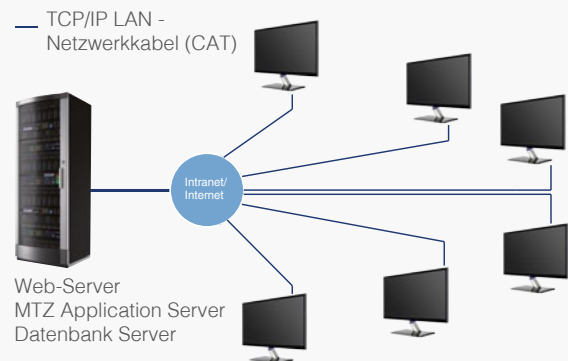 TCP/IP LAN -
Netzwerkkabel (CAT)
Intranet/
Internet
Web-Server
MTZ Application Server
Datenbank Server